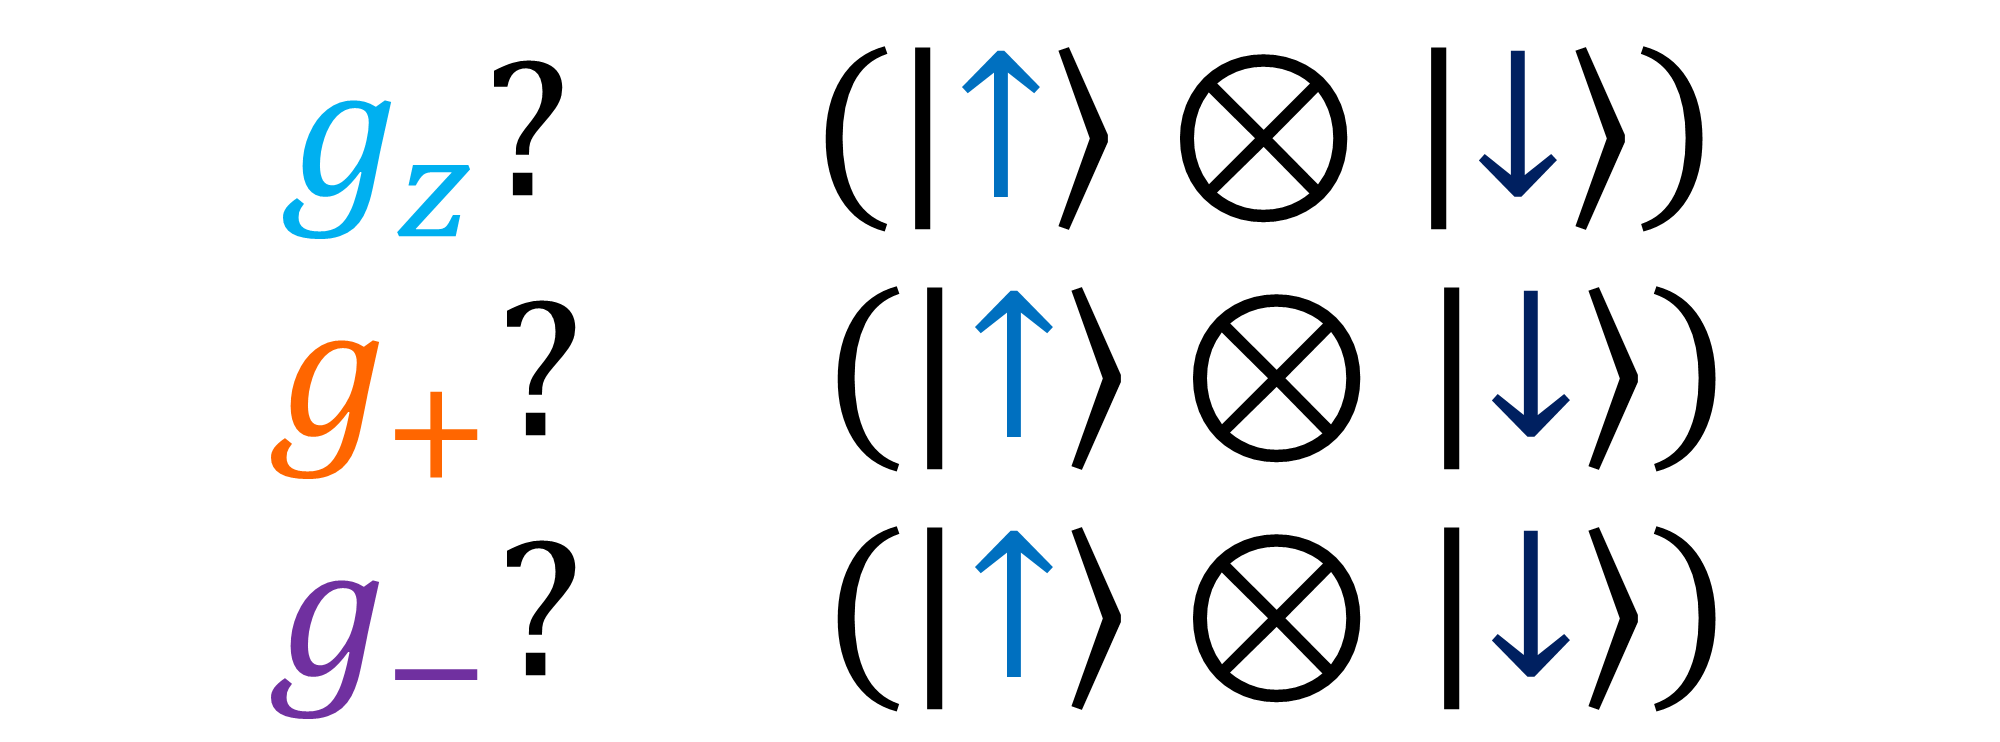 g_z? (|↑⟩ ⊗ |↓⟩)
g_+? (|↑⟩ ⊗ |↓⟩)
g_−? (|↑⟩ ⊗ |↓⟩)